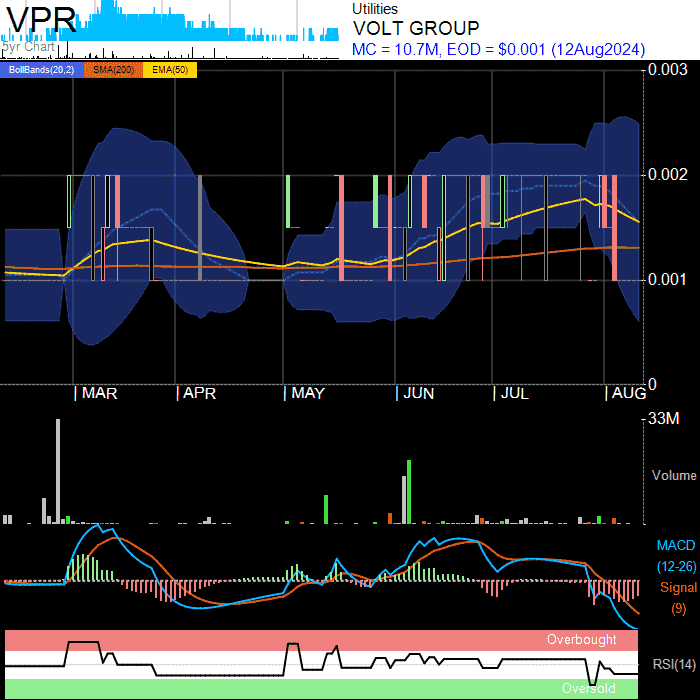 VPR
5yr Chart
Utilities
VOLT GROUP
MC = 10.7M, EOD = $0.001 (12Aug2024)
BollBands(20,2) SMA(200) EMA(50)
0.003
0.002
0.001
0
MAR APR MAY JUN JUL AUG
33M
Volume
MACD
(12-26)
Signal
(9)
Overbought
RSI(14)
Oversold